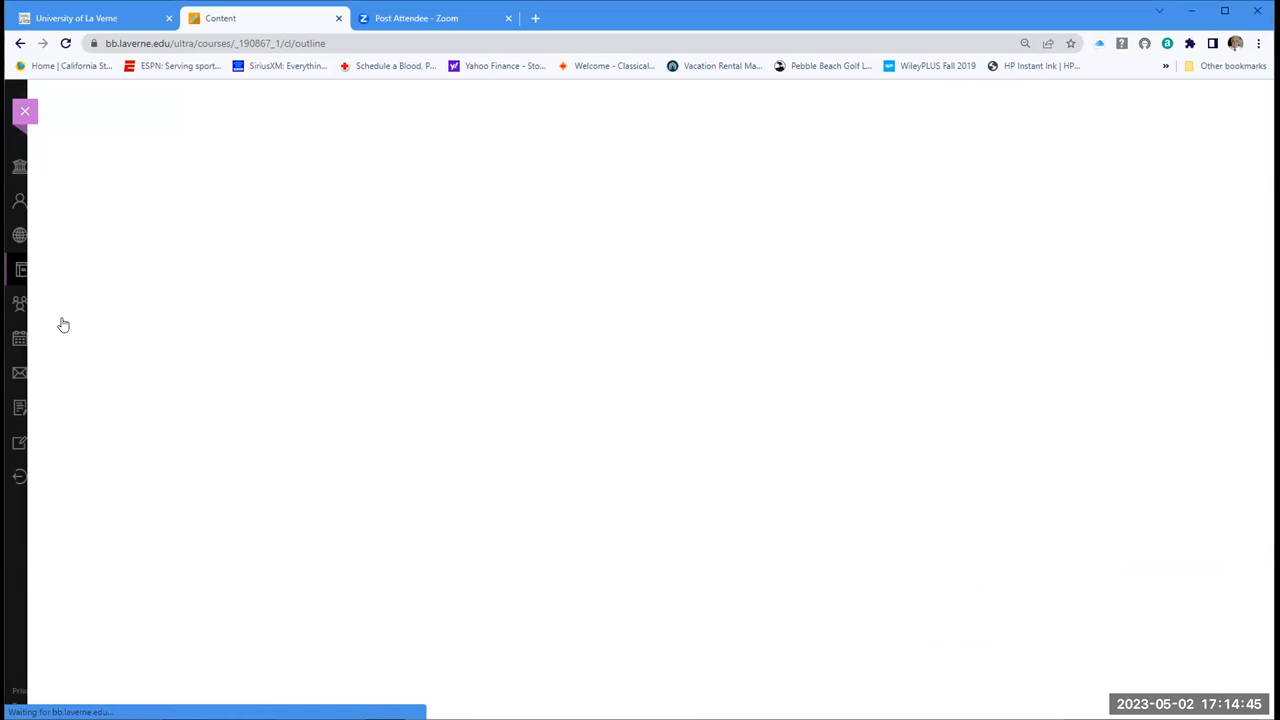 University of La Verne
Content
Post Attendee - Zoom
bb.laverne.edu/ultra/courses/_190867_1/cl/outline
Home | California St...
ESPN: Serving sport...
SiriusXM: Everythin...
Schedule a Blood, P...
Yahoo Finance - Sto...
Welcome - Classical...
Vacation Rental Ma...
Pebble Beach Golf L...
WileyPLUS Fall 2019
HP Instant Ink | HP...
»
Other bookmarks
Priv
Waiting for bb.laverne.edu...
2023-05-02 17:14:45